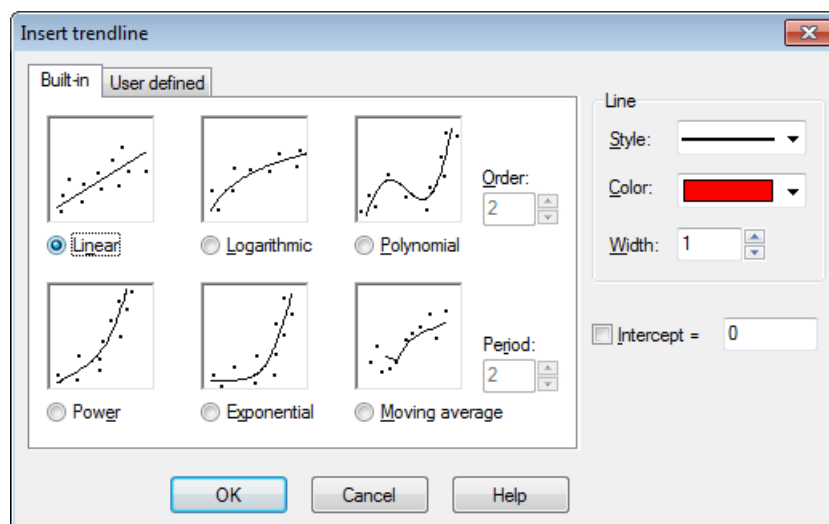 Insert trendline
Built-in
User defined
Order:
2
Linear
Logarithmic
Polynomial
Period:
2
Power
Exponential
Moving average
Line
Style:
Color:
Width:
1
Intercept =
0
OK
Cancel
Help